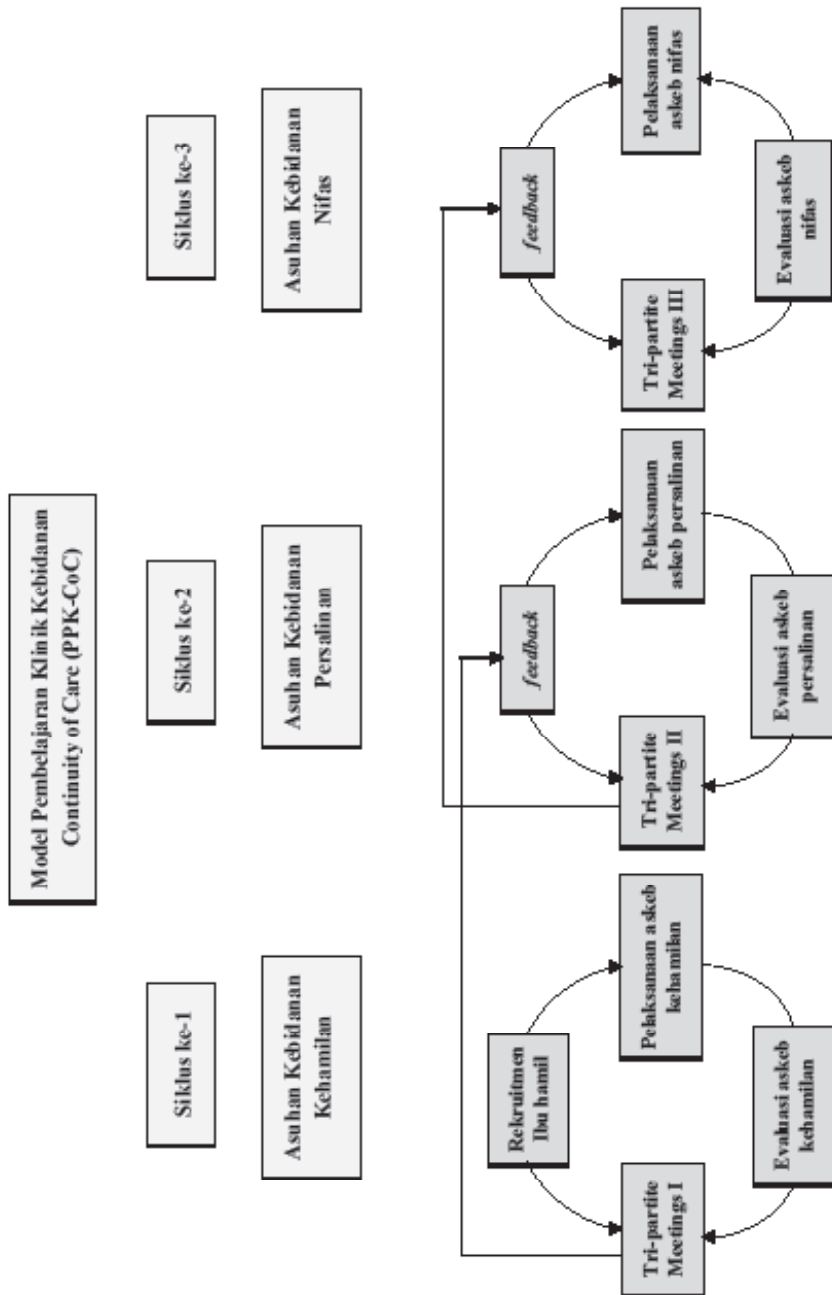 Model Pembelajaran Klinik Kebidanan
Continuity of Care (PPK-CoC)
Siklus ke-1
Siklus ke-2
Siklus ke-3
Asuhan Kebidanan
Kehamilan
Asuhan Kebidanan
Persalinan
Asuhan Kebidanan
Nifas
Rekruitmen
Ibu hamil
Tri-partite
Meetings I
Pelaksanaan askeb
kehamilan
Evaluasi askeb
kehamilan
feedback
Tri-partite
Meetings II
Pelaksanaan
askeb persalinan
Evaluasi askeb
persalinan
feedback
Tri-partite
Meetings III
Pelaksanaan
askeb nifas
Evaluasi askeb
nifas